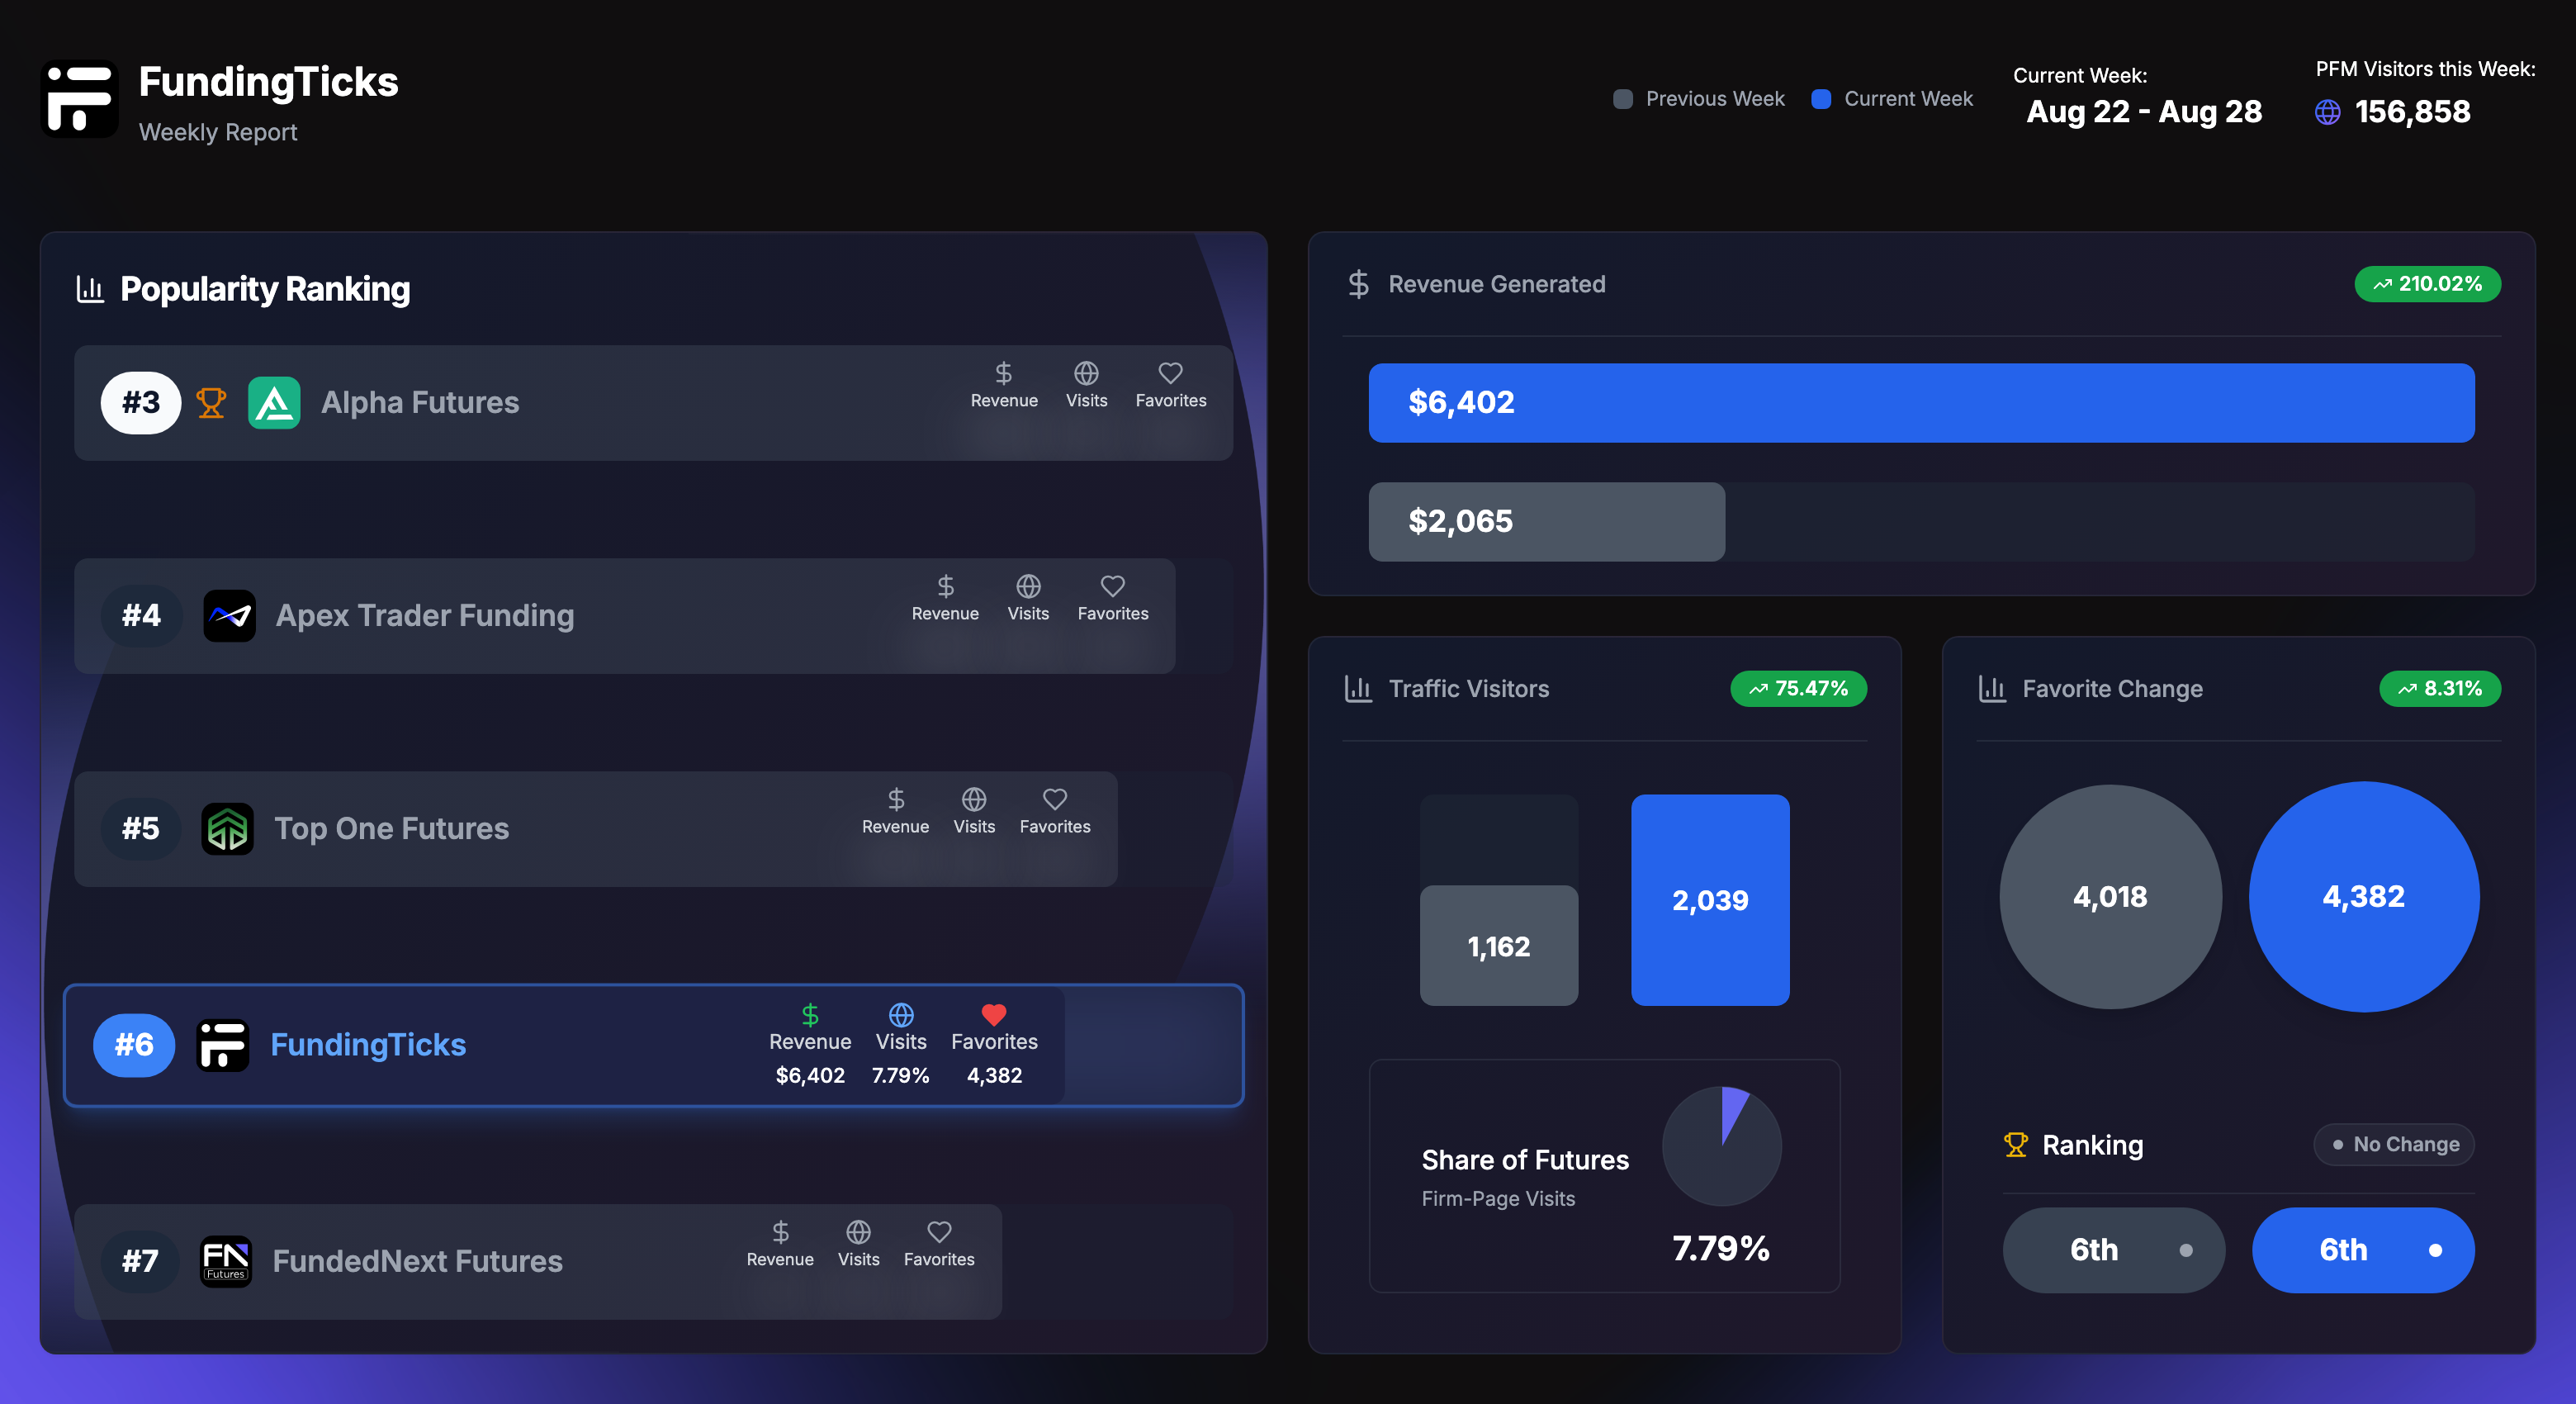 FundingTicks
Weekly Report
Previous Week
Current Week
Current Week:
Aug 22 - Aug 28
PFM Visitors this Week:
156,858
Popularity Ranking
#3
Alpha Futures
Revenue Visits Favorites
#4
Apex Trader Funding
Revenue Visits Favorites
#5
Top One Futures
Revenue Visits Favorites
#6
FundingTicks
Revenue Visits Favorites
$6,402 7.79% 4,382
#7
FN
Futures
FundedNext Futures
Revenue Visits Favorites
Revenue Generated
210.02%
$6,402
$2,065
Traffic Visitors
75.47%
1,162
2,039
Share of Futures
Firm-Page Visits
7.79%
Favorite Change
8.31%
4,018
4,382
Ranking
No Change
6th
6th